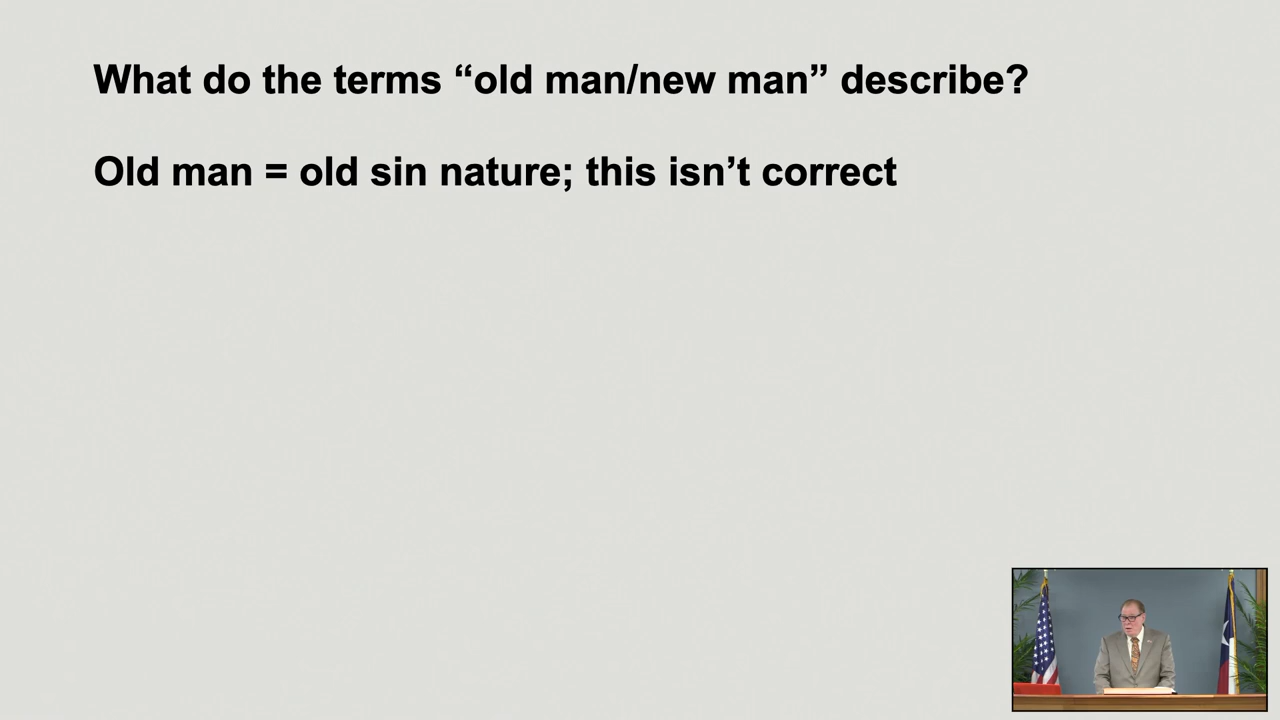 What do the terms “old man/new man” describe?
Old man = old sin nature; this isn’t correct